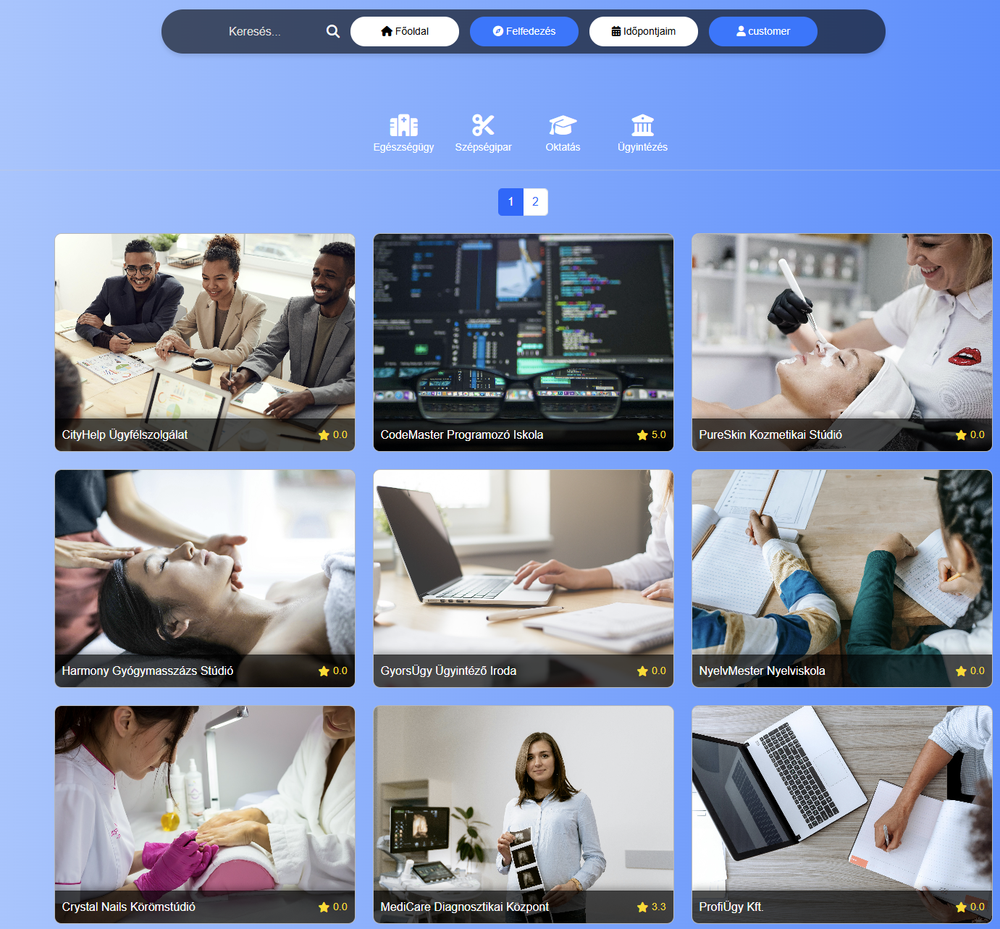 Keresés... Főoldal Felfedezés Időpontjaim customer
Egészségügy Szépségipar Oktatás Ügyintézés
1 2
CityHelp Ügyfélszolgálat 0.0
CodeMaster Programozó Iskola 5.0
PureSkin Kozmetikai Stúdió 0.0
Harmony Gyógymasszázs Stúdió 0.0
GyorsÜgy Ügyintéző Iroda 0.0
NyelvMester Nyelviskola 0.0
Crystal Nails Körömstúdió 0.0
MediCare Diagnosztikai Központ 3.3
ProfiÜgy Kft. 0.0